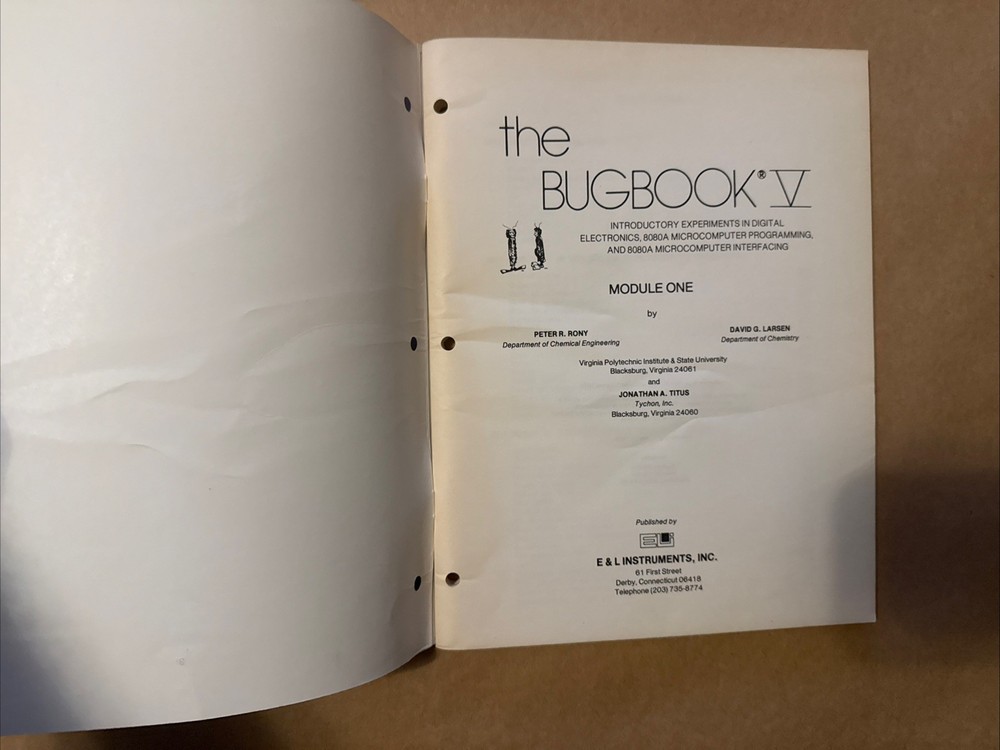 the
BUGBOOK® V
INTRODUCTORY EXPERIMENTS IN DIGITAL
ELECTRONICS, 8080A MICROCOMPUTER PROGRAMMING,
AND 8080A MICROCOMPUTER INTERFACING
MODULE ONE
by
PETER R. RONY
Department of Chemical Engineering
DAVID G. LARSEN
Department of Chemistry
Virginia Polytechnic Institute & State University
Blacksburg, Virginia 24061
and
JONATHAN A. TITUS
Tychon, Inc.
Blacksburg, Virginia 24060
Published by
E & L INSTRUMENTS, INC.
61 First Street
Derby, Connecticut 06418
Telephone (203) 735-8774